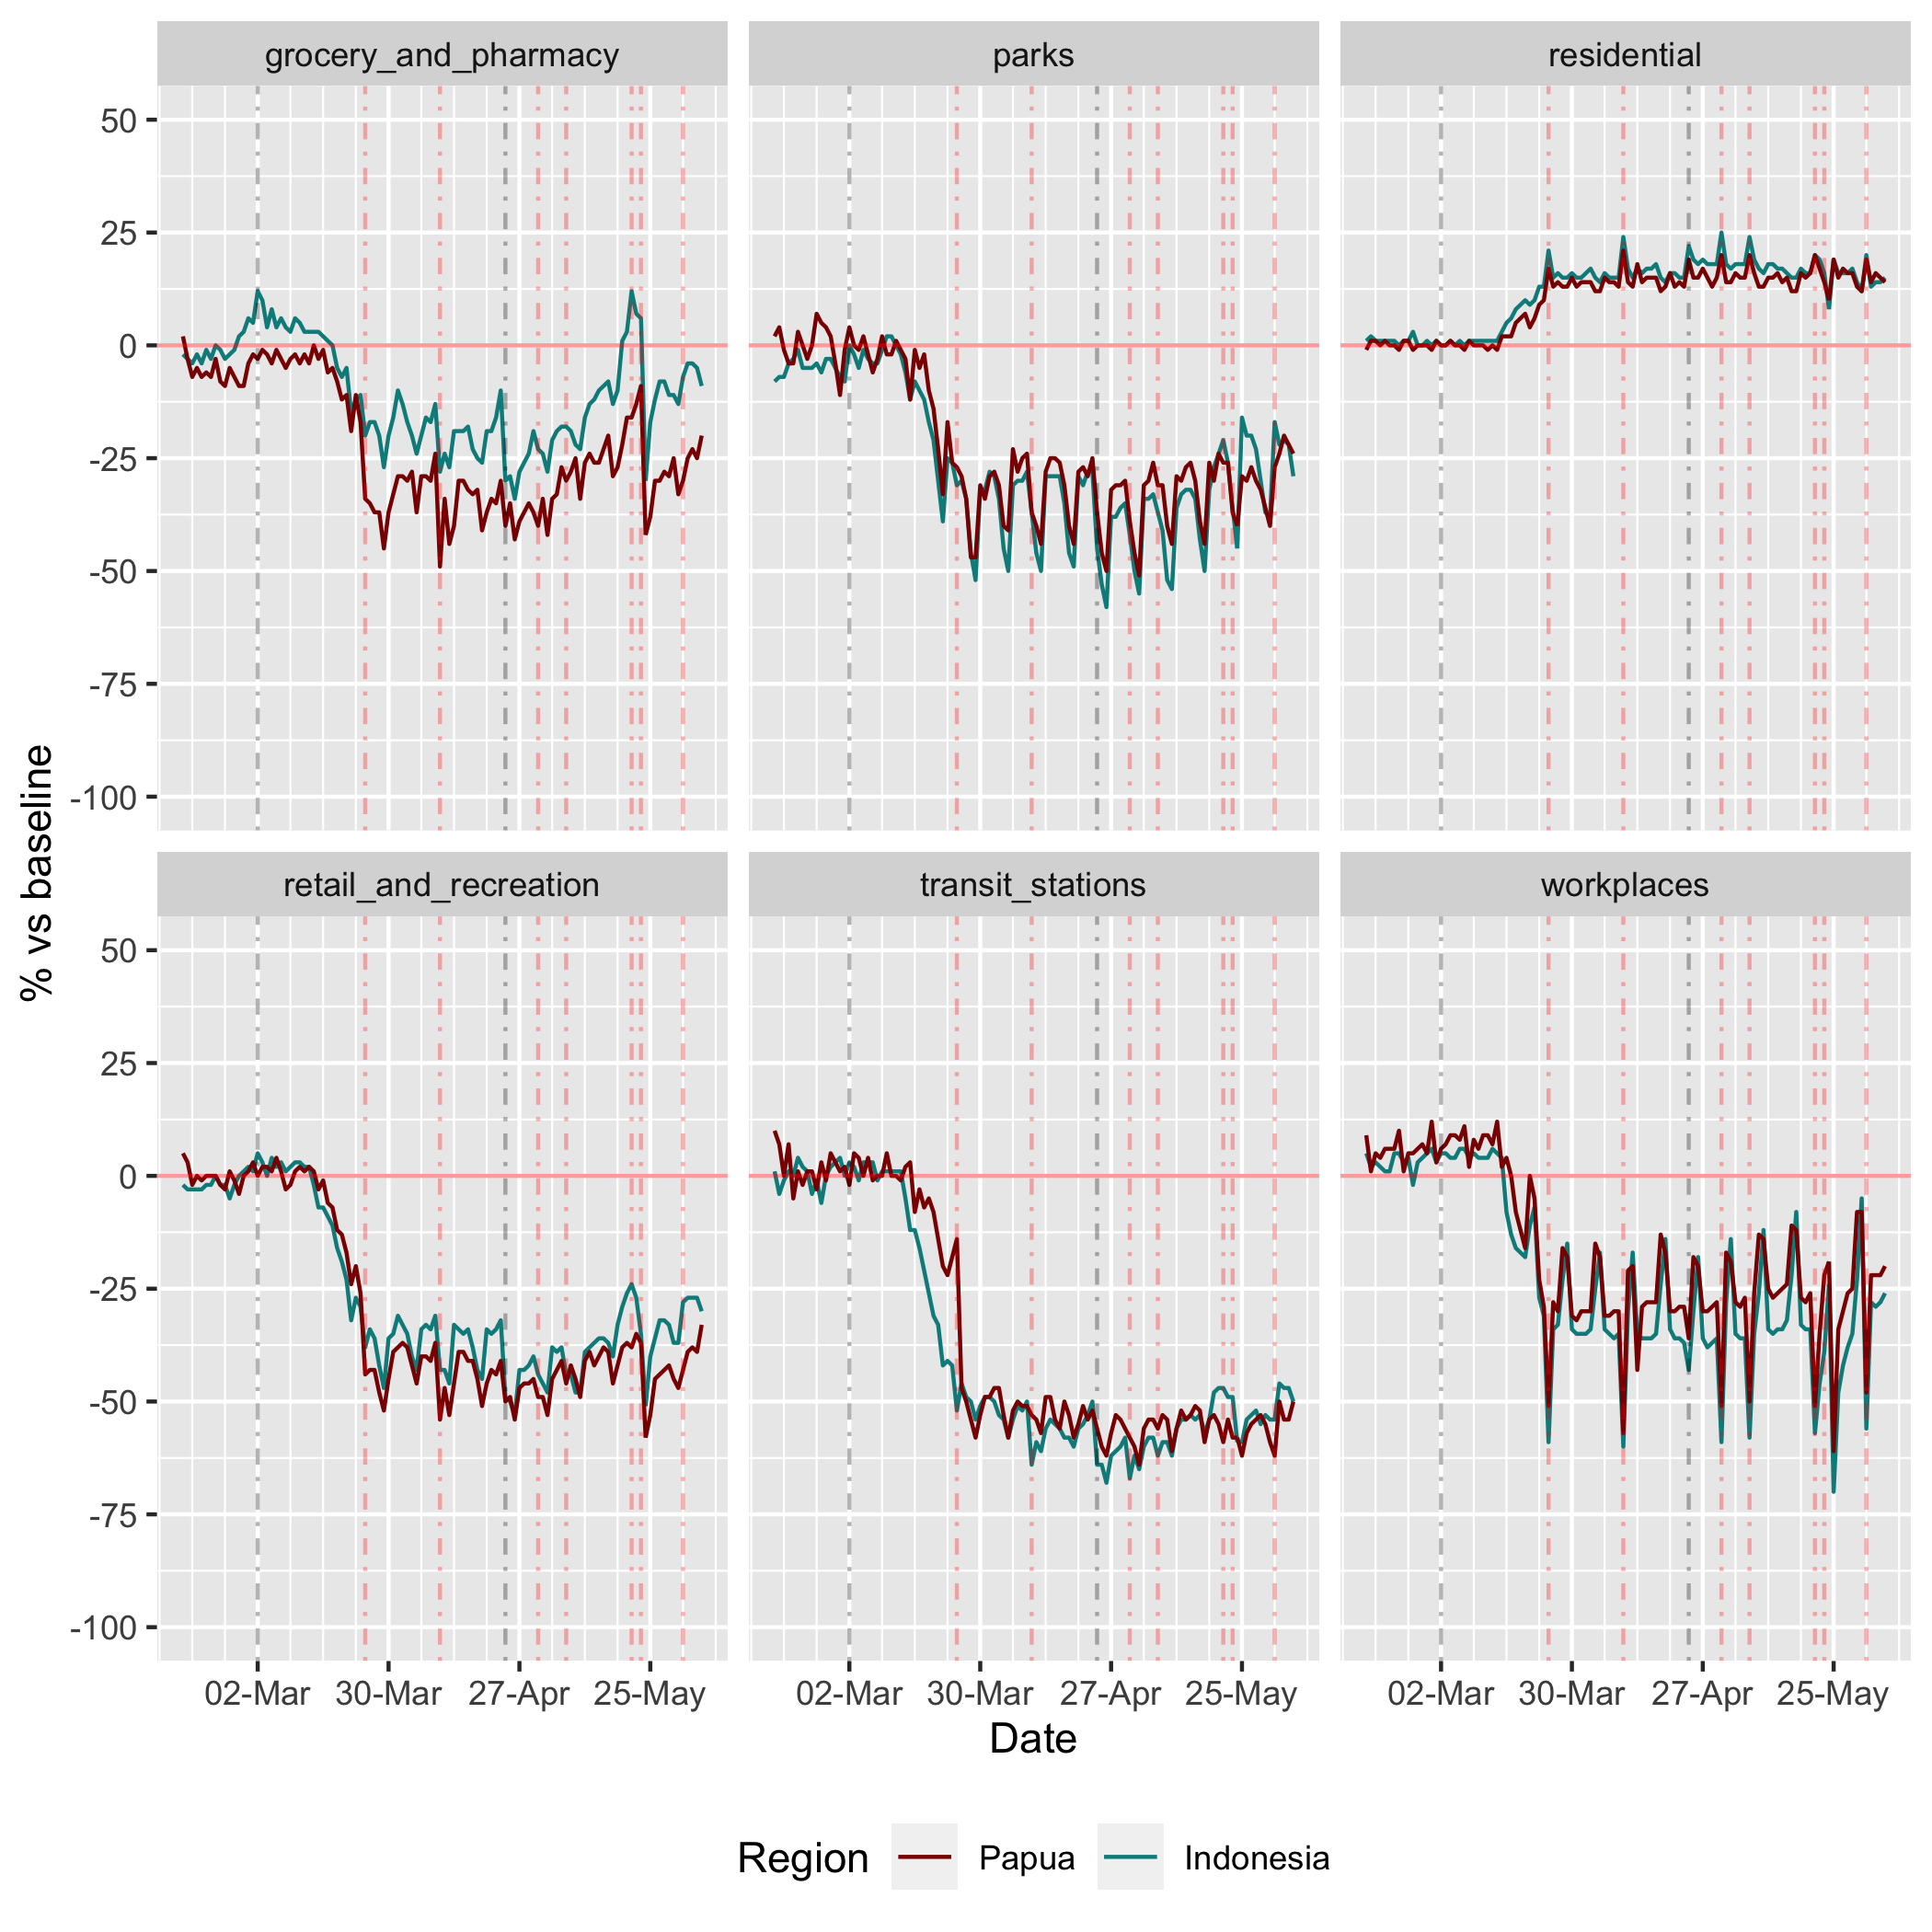 grocery_and_pharmacy
parks
residential
50
25
0
-25
-50
-75
-100
% vs baseline
retail_and_recreation
transit_stations
workplaces
50
25
0
-25
-50
-75
-100
02-Mar 30-Mar 27-Apr 25-May
02-Mar 30-Mar 27-Apr 25-May
02-Mar 30-Mar 27-Apr 25-May
Date
Region Papua Indonesia